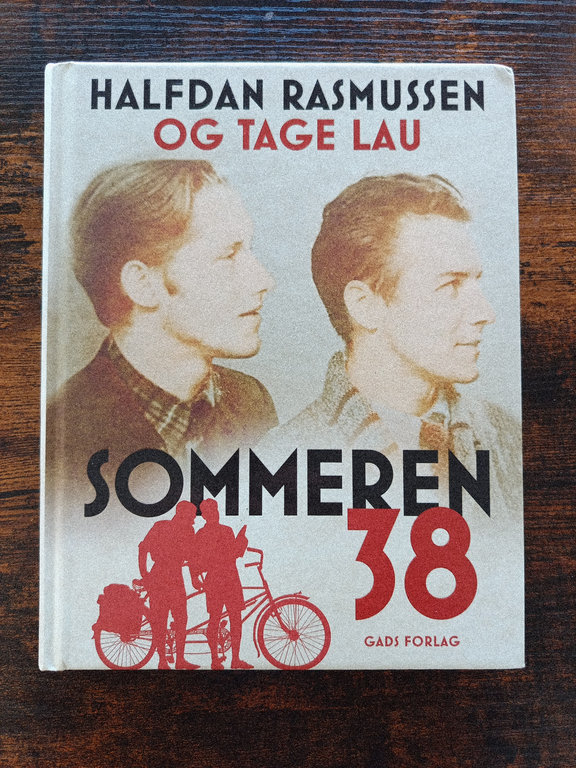 HALFDAN RASMUSSEN
OG TAGE LAU
SOMMEREN
38
GADS FORLAG